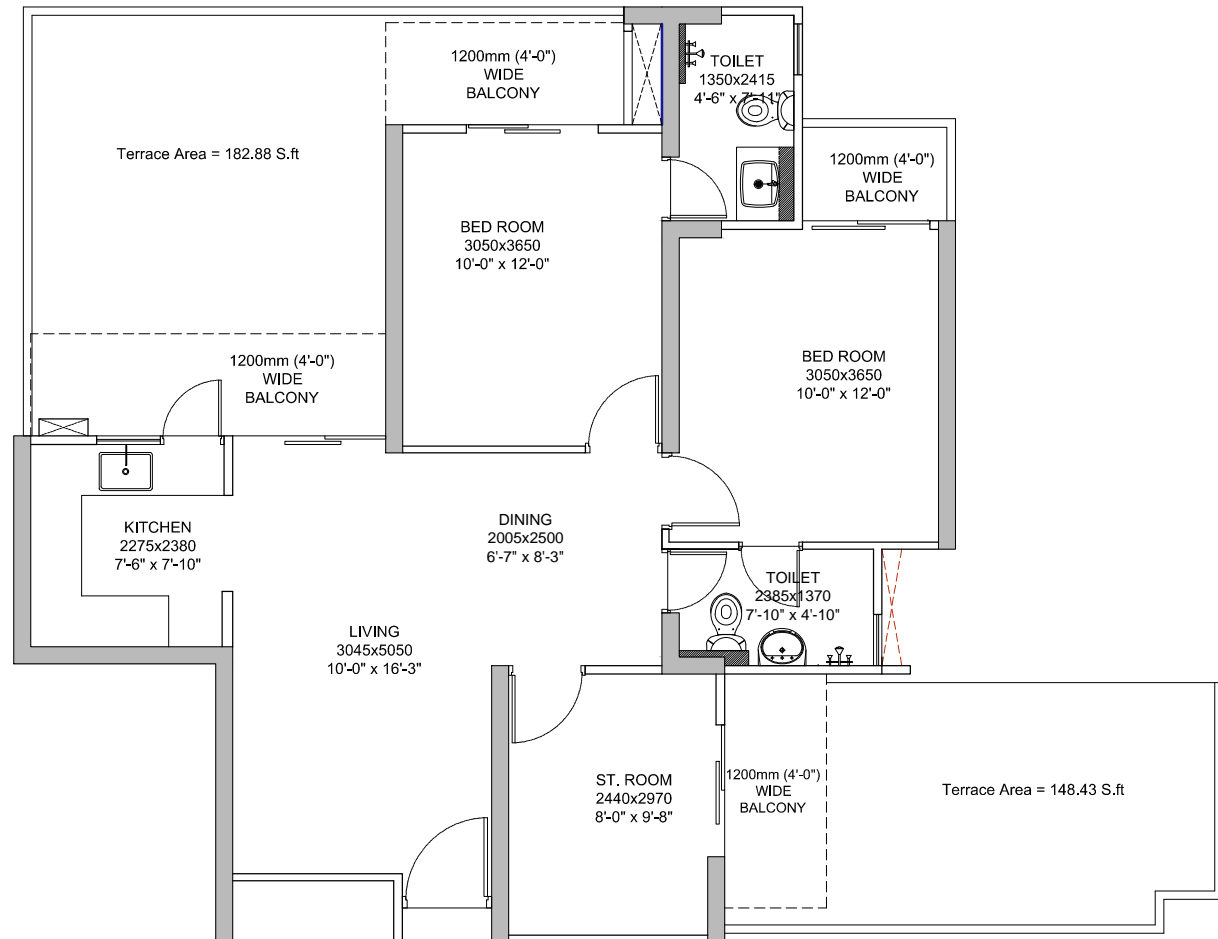 1200mm (4'-0")
WIDE
BALCONY
TOILET
1350x2415
4'-6" x 7'-11"
Terrace Area = 182.88 S.ft
1200mm (4'-0")
WIDE
BALCONY
BED ROOM
3050x3650
10'-0" x 12'-0"
1200mm (4'-0")
WIDE
BALCONY
BED ROOM
3050x3650
10'-0" x 12'-0"
KITCHEN
2275x2380
7'-6" x 7'-10"
DINING
2005x2500
6'-7" x 8'-3"
TOILET
2385x1370
7'-10" x 4'-10"
LIVING
3045x5050
10'-0" x 16'-3"
ST. ROOM
2440x2970
8'-0" x 9'-8"
1200mm (4'-0")
WIDE
BALCONY
Terrace Area = 148.43 S.ft